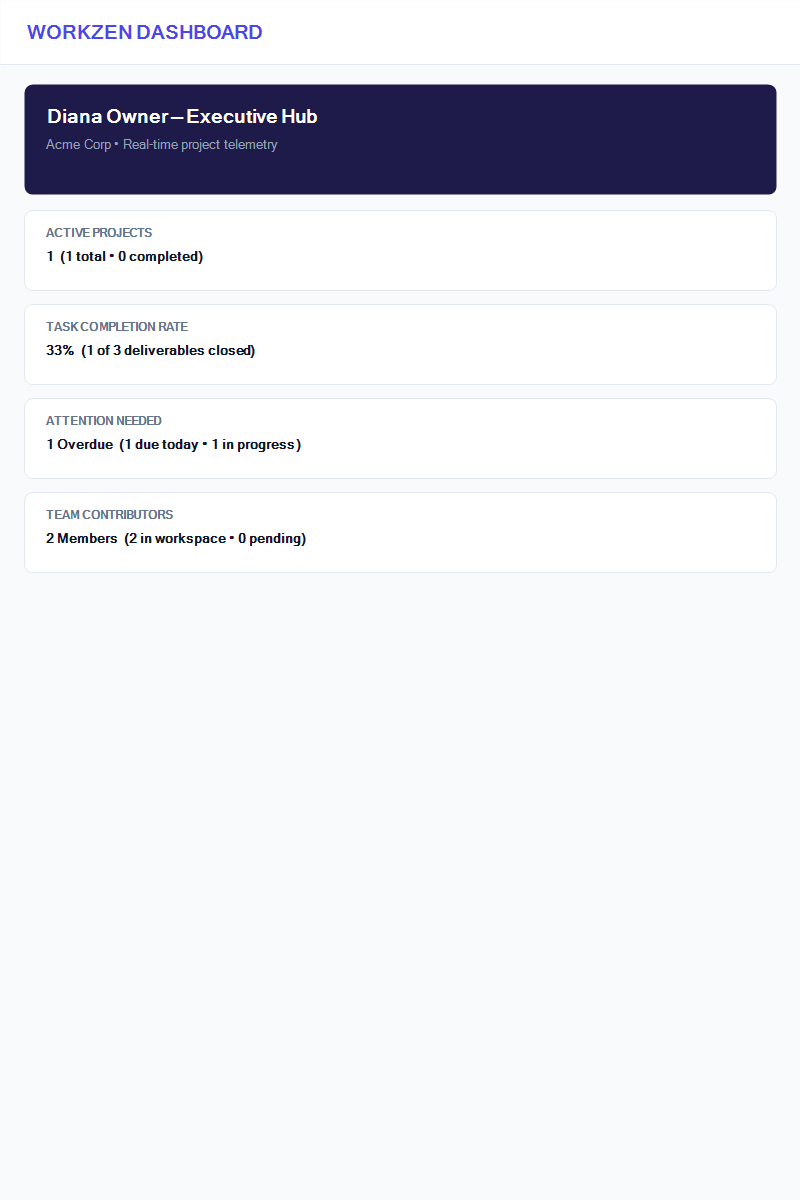 WORKZEN DASHBOARD
Diana Owner — Executive Hub
Acme Corp • Real-time project telemetry
ACTIVE PROJECTS
1 (1 total • 0 completed)
TASK COMPLETION RATE
33% (1 of 3 deliverables closed)
ATTENTION NEEDED
1 Overdue (1 due today • 1 in progress)
TEAM CONTRIBUTORS
2 Members (2 in workspace • 0 pending)